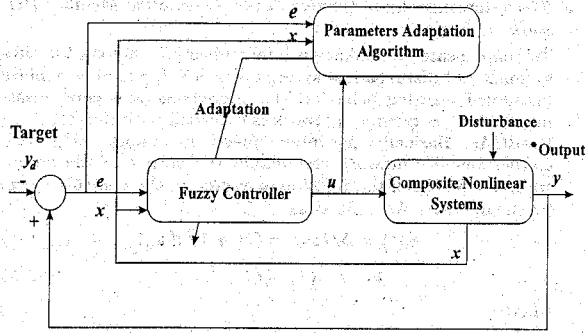 e
x
Parameters Adaptation
Algorithm
Adaptation
Disturbance
Target
Output
y_d
-
e
Fuzzy Controller
u
Composite Nonlinear
Systems
y
x
+
x